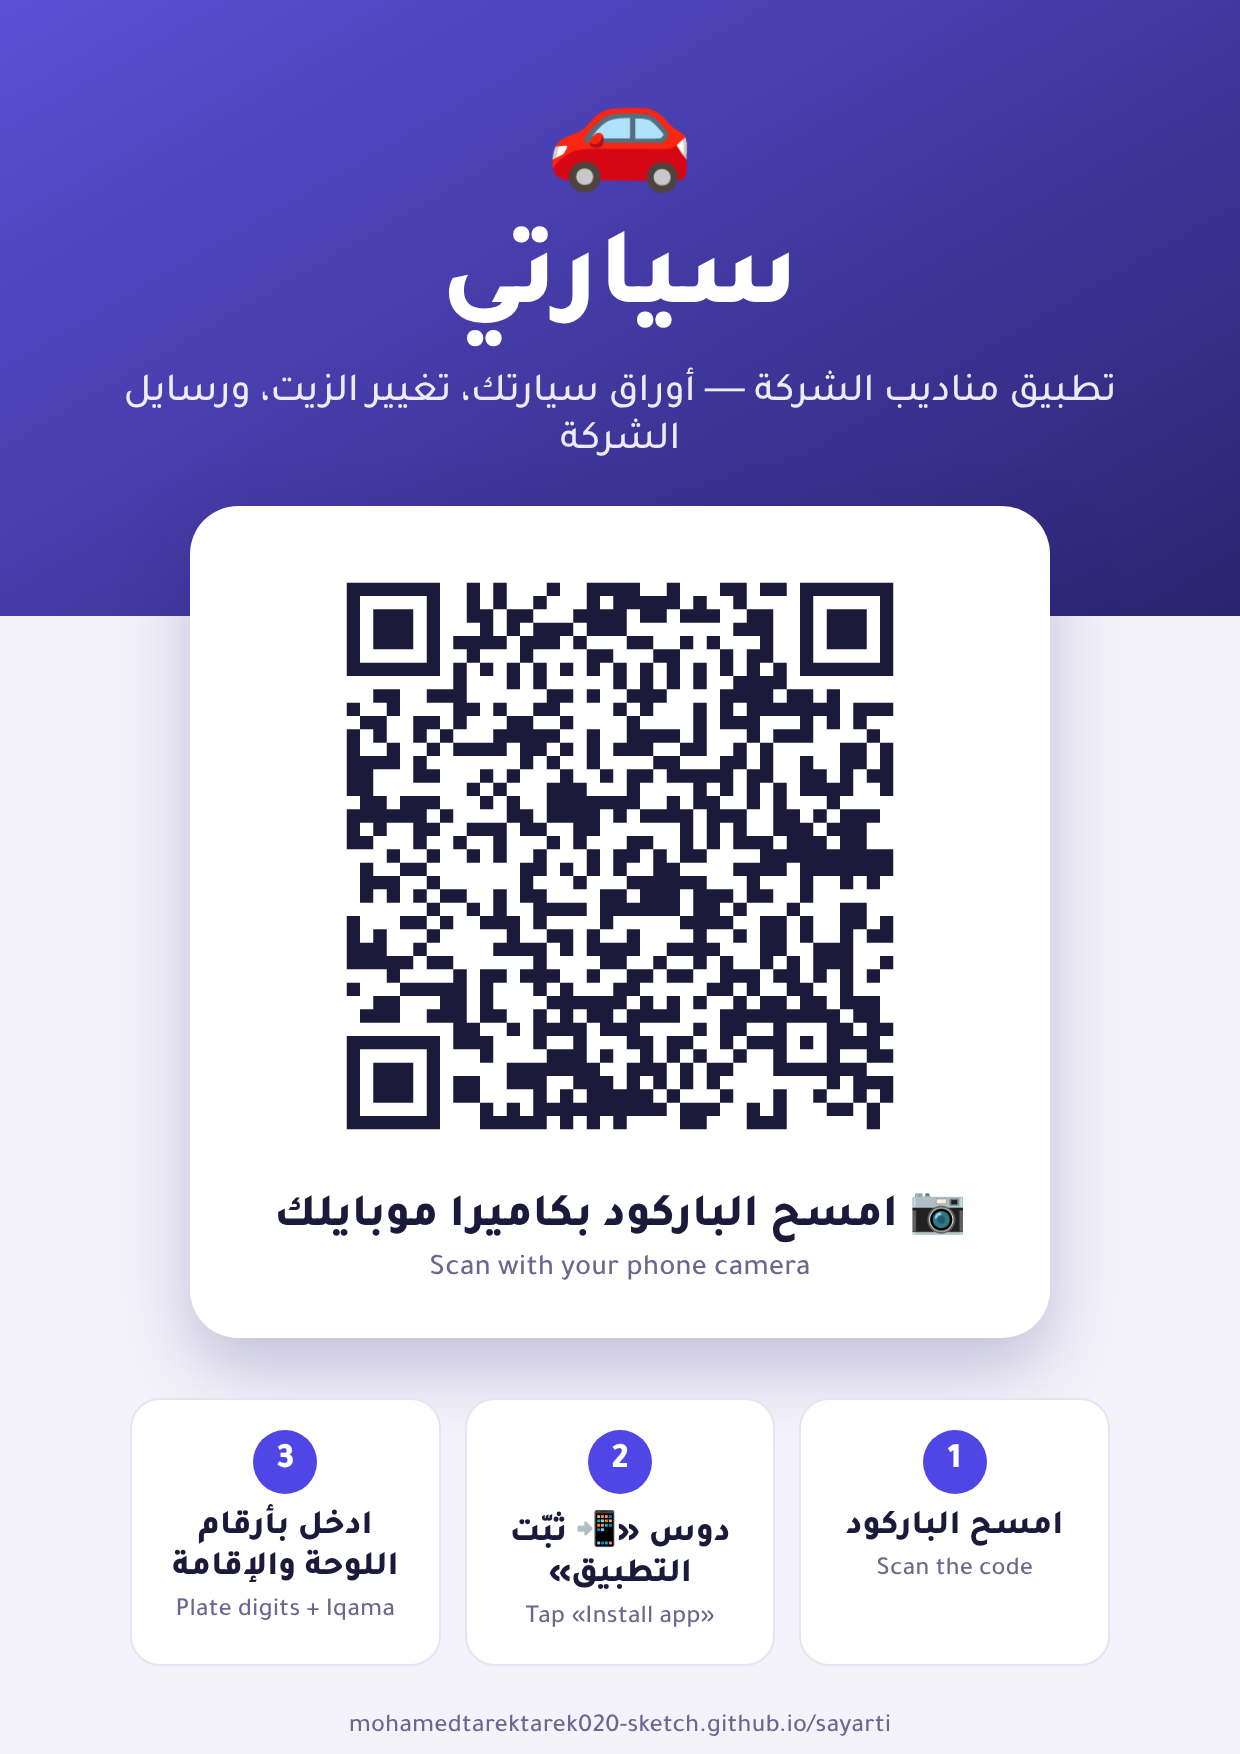 سيارتي
تطبيق مناديب الشركة — أوراق سيارتك، تغيير الزيت، ورسايل
الشركة
📷 امسح الباركود بكاميرا موبايلك
Scan with your phone camera
1
امسح الباركود
Scan the code
2
دوس «📲 ثبّت
التطبيق»
Tap «Install app»
3
ادخل بأرقام
اللوحة والإقامة
Plate digits + Iqama
mohamedtarektarek020-sketch.github.io/sayarti